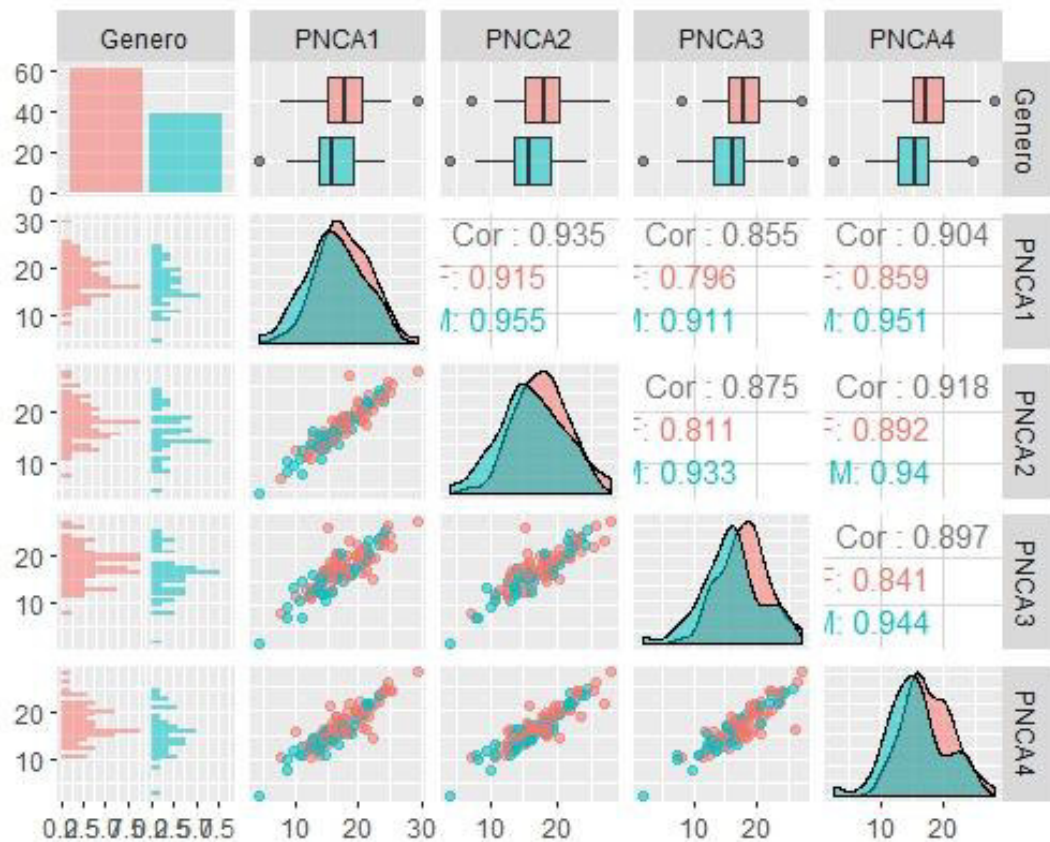 Genero PNCA1 PNCA2 PNCA3 PNCA4
60
40
20
0
Genero
30
20
10
Cor : 0.935
F: 0.915
M: 0.955
Cor : 0.855
F: 0.796
M: 0.911
Cor : 0.904
F: 0.859
M: 0.951
PNCA1
20
10
Cor : 0.875
F: 0.811
M: 0.933
Cor : 0.918
F: 0.892
M: 0.94
PNCA2
20
10
Cor : 0.897
F: 0.841
M: 0.944
PNCA3
20
10
PNCA4
10 20 30 10 20 10 20 10 20